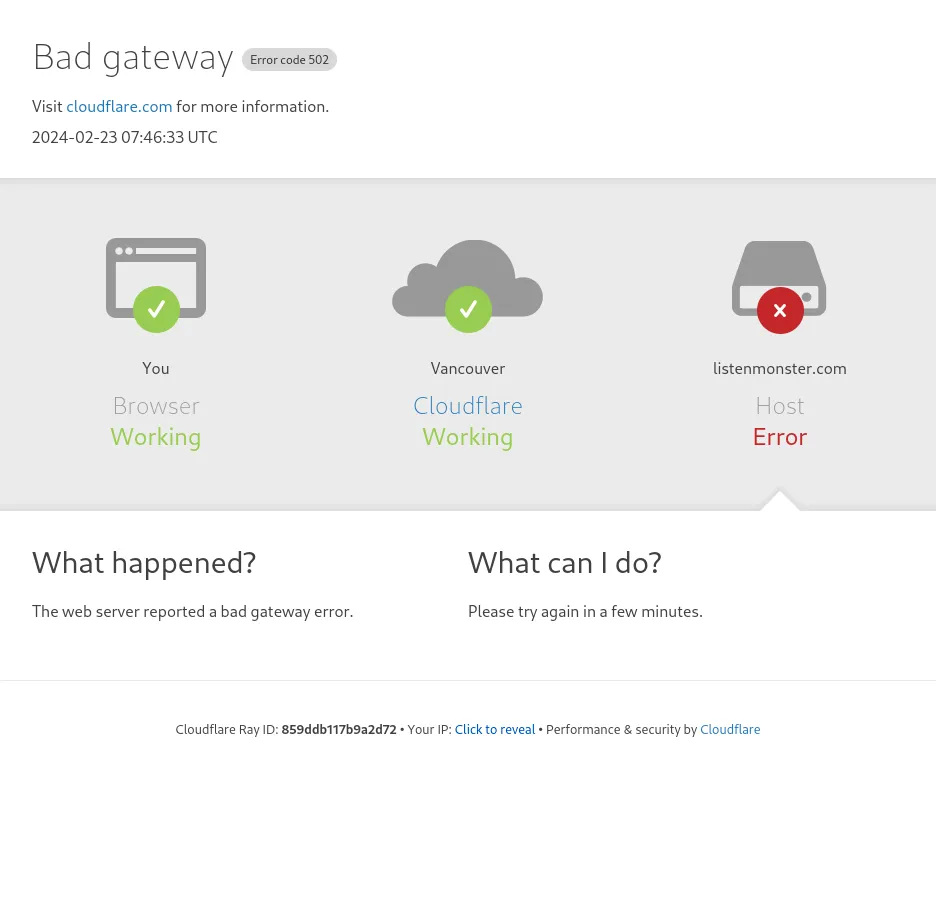 Bad gateway Error code 502
Visit cloudflare.com for more information.
2024-02-23 07:46:33 UTC
You
Browser
Working
Vancouver
Cloudflare
Working
listenmonster.com
Host
Error
What happened?
The web server reported a bad gateway error.
What can I do?
Please try again in a few minutes.
Cloudflare Ray ID: 859ddb117b9a2d72 • Your IP: Click to reveal • Performance & security by Cloudflare